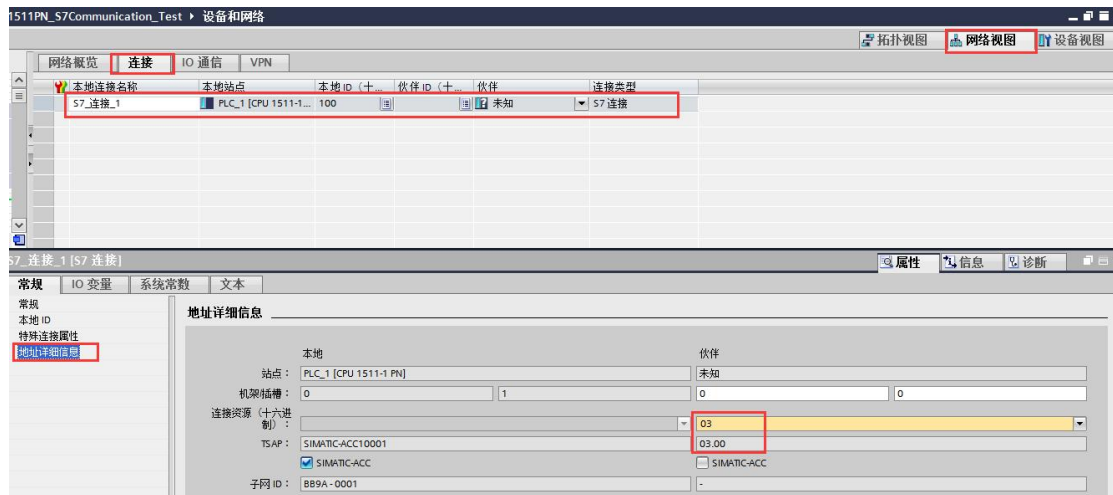 1511PN_S7Communication_Test ▸ 设备和网络
拓扑视图 网络视图 设备视图
网络概览 连接 IO 通信 VPN
本地连接名称 本地站点 本地 ID（十... 伙伴 ID（十... 伙伴 连接类型
S7_连接_1 PLC_1 [CPU 1511-1... 100 未知 S7 连接
S7_连接_1 [S7 连接]
属性 信息 诊断
常规 IO 变量 系统常数 文本
常规
本地 ID
特殊连接属性
地址详细信息
地址详细信息
本地 伙伴
站点： PLC_1 [CPU 1511-1 PN] 未知
机架/插槽： 0 1 0 0
连接资源（十六进
制）： 03
TSAP： SIMATIC-ACC10001 03.00
SIMATIC-ACC SIMATIC-ACC
子网 ID： BB9A - 0001 -